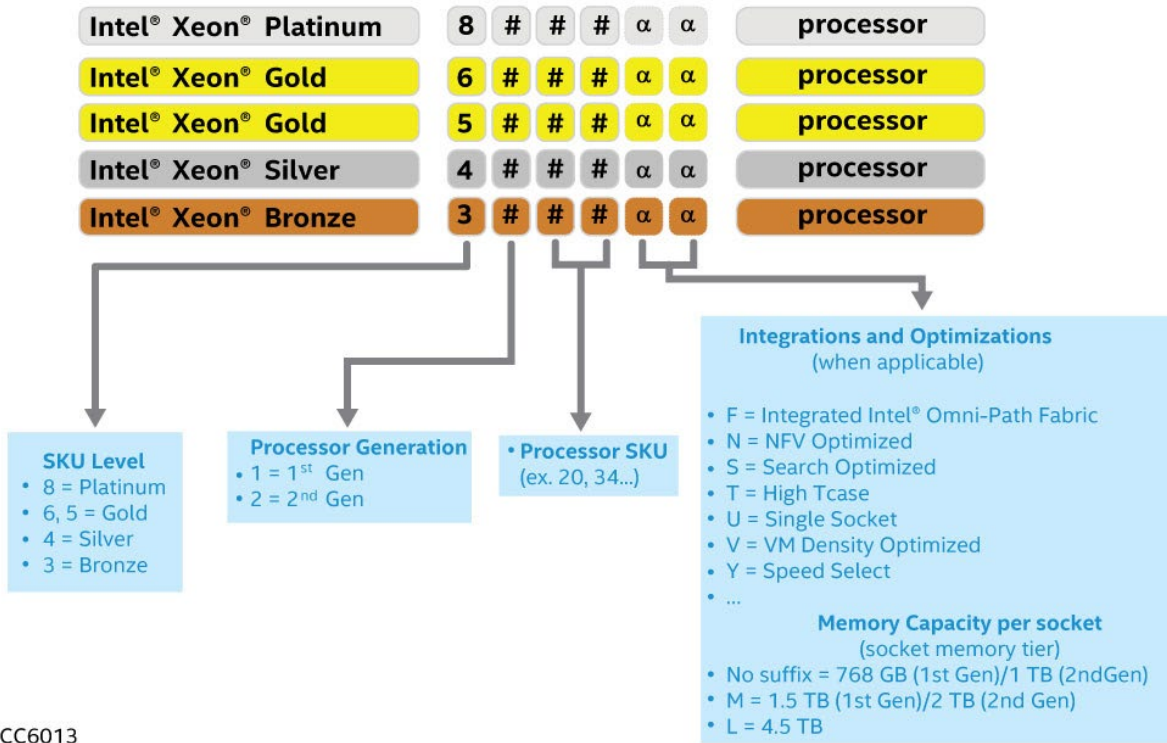 Intel® Xeon® Platinum 8 # # # α α processor
Intel® Xeon® Gold 6 # # # α α processor
Intel® Xeon® Gold 5 # # # α α processor
Intel® Xeon® Silver 4 # # # α α processor
Intel® Xeon® Bronze 3 # # # α α processor
SKU Level
• 8 = Platinum
• 6, 5 = Gold
• 4 = Silver
• 3 = Bronze
Processor Generation
• 1 = 1st Gen
• 2 = 2nd Gen
• Processor SKU
(ex. 20, 34...)
Integrations and Optimizations
(when applicable)
• F = Integrated Intel® Omni-Path Fabric
• N = NFV Optimized
• S = Search Optimized
• T = High Tcase
• U = Single Socket
• V = VM Density Optimized
• Y = Speed Select
• ...
Memory Capacity per socket
(socket memory tier)
• No suffix = 768 GB (1st Gen)/1 TB (2ndGen)
• M = 1.5 TB (1st Gen)/2 TB (2nd Gen)
• L = 4.5 TB
CC6013